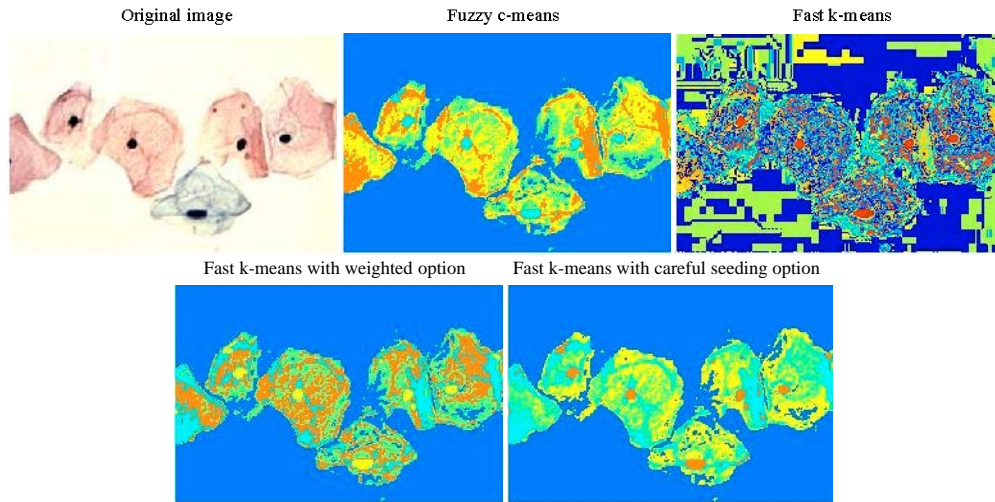 Original image
Fuzzy c-means
Fast k-means
Fast k-means with weighted option
Fast k-means with careful seeding option